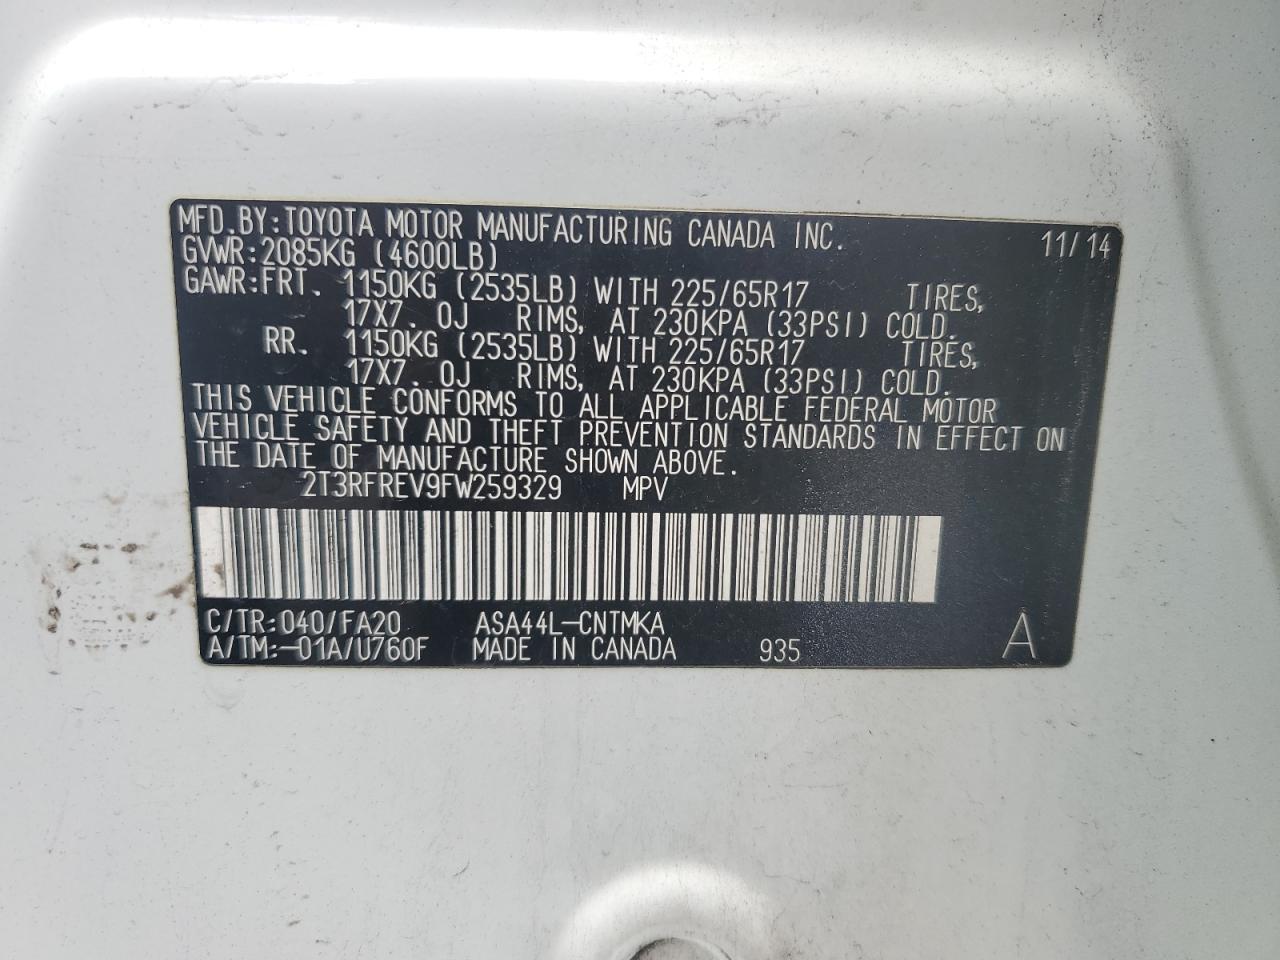 MFD.BY:TOYOTA MOTOR MANUFACTURING CANADA INC. 11/14
GVWR:2085KG (4600LB)
GAWR:FRT. 1150KG (2535LB) WITH 225/65R17 TIRES,
17X7.0J RIMS, AT 230KPA (33PSI) COLD.
RR. 1150KG (2535LB) WITH 225/65R17 TIRES,
17X7.0J RIMS, AT 230KPA (33PSI) COLD.
THIS VEHICLE CONFORMS TO ALL APPLICABLE FEDERAL MOTOR
VEHICLE SAFETY AND THEFT PREVENTION STANDARDS IN EFFECT ON
THE DATE OF MANUFACTURE SHOWN ABOVE.
2T3RFREV9FW259329 MPV
C/TR:040/FA20 ASA44L-CNTMKA
A/TM:-01A/U760F MADE IN CANADA 935 A